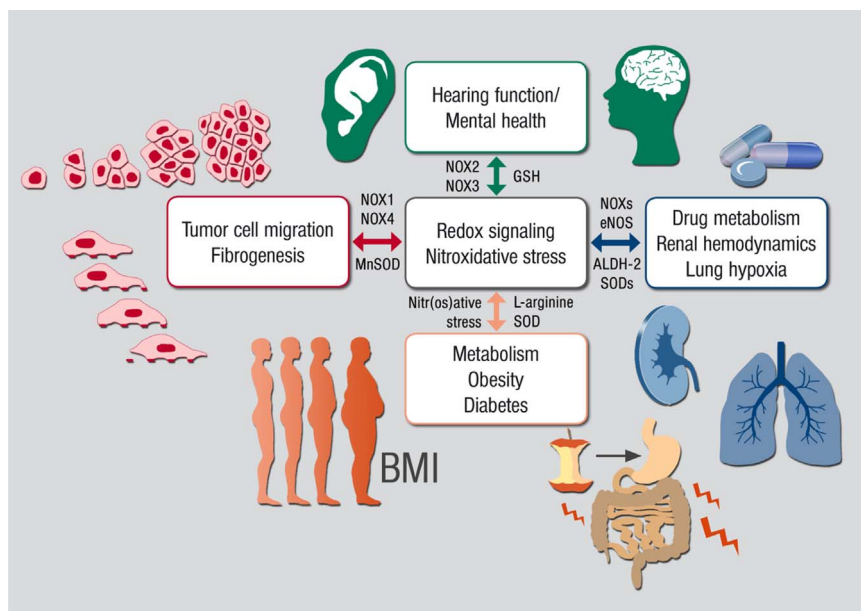 Hearing function/
Mental health
NOX2
NOX3
GSH
NOX1
NOX4
MnSOD
Tumor cell migration
Fibrogenesis
Redox signaling
Nitroxidative stress
NOXs
eNOS
ALDH-2
SODs
Drug metabolism
Renal hemodynamics
Lung hypoxia
Nitr(os)ative
stress
L-arginine
SOD
Metabolism
Obesity
Diabetes
BMI